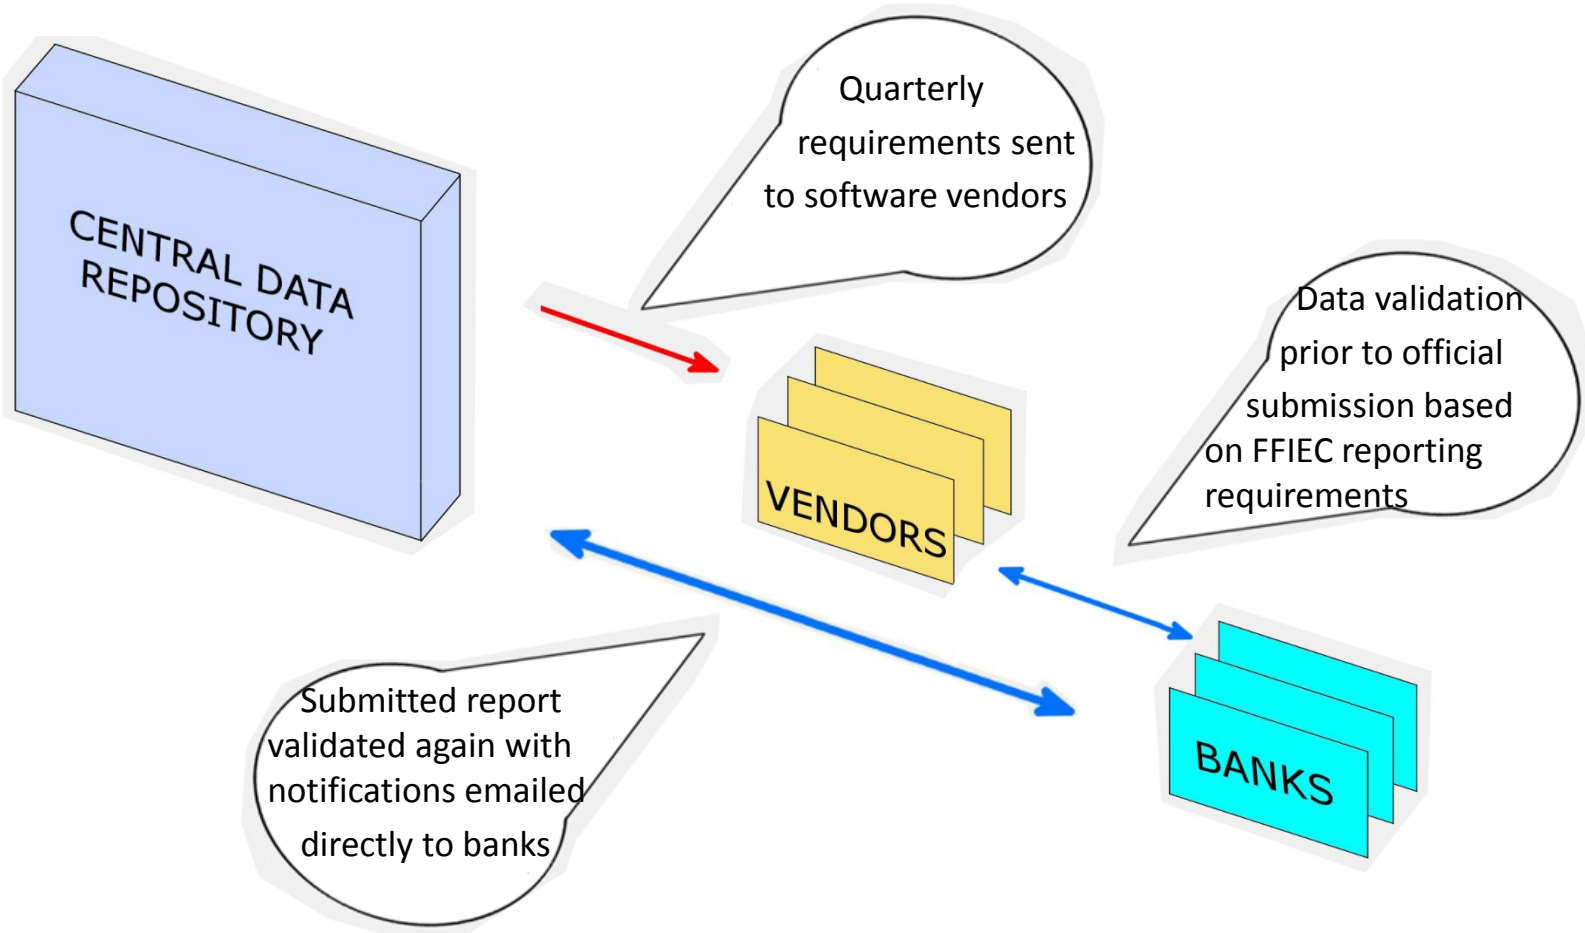 Quarterly
requirements sent
to software vendors
CENTRAL DATA
REPOSITORY
Data validation
prior to official
submission based
on FFIEC reporting
requirements
VENDORS
Submitted report
validated again with
notifications emailed
directly to banks
BANKS